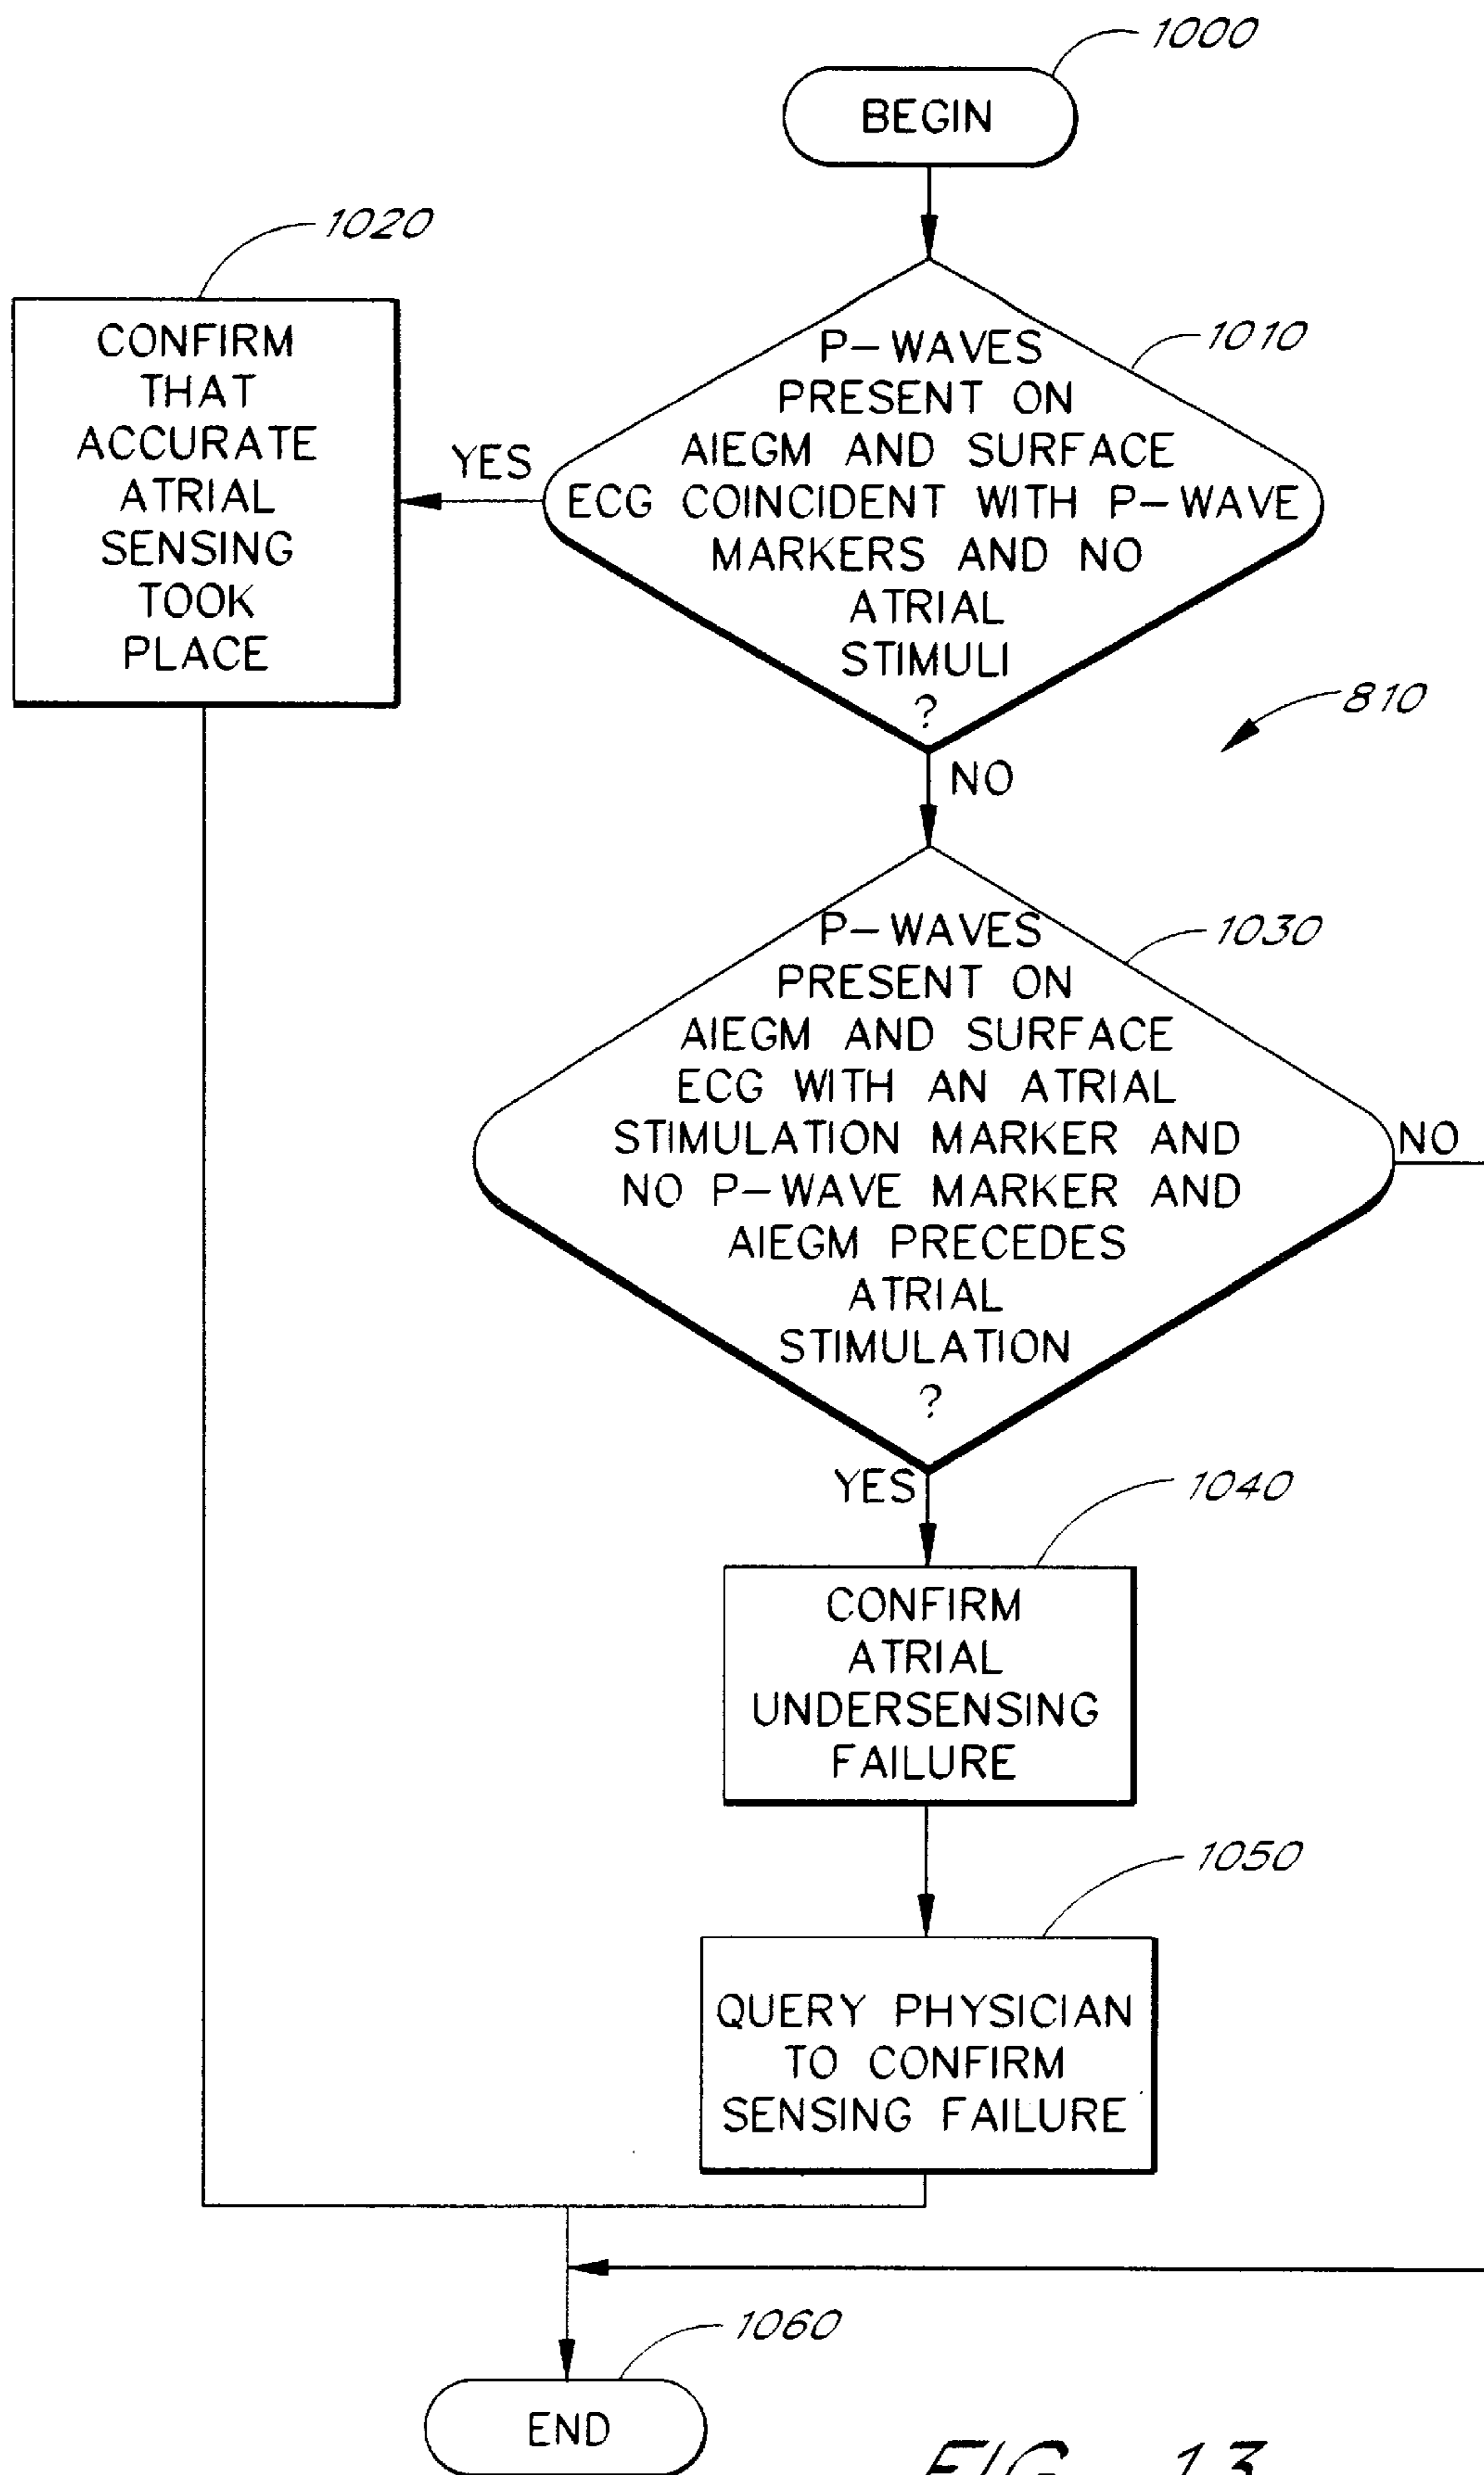 1000
BEGIN
1020
CONFIRM
THAT
ACCURATE
ATRIAL
SENSING
TOOK
PLACE
YES
1010
P-WAVES
PRESENT ON
AIEGM AND SURFACE
ECG COINCIDENT WITH P-WAVE
MARKERS AND NO
ATRIAL
STIMULI
?
810
NO
1030
P-WAVES
PRESENT ON
AIEGM AND SURFACE
ECG WITH AN ATRIAL
STIMULATION MARKER AND
NO P-WAVE MARKER AND
AIEGM PRECEDES
ATRIAL
STIMULATION
?
NO
YES
1040
CONFIRM
ATRIAL
UNDERSENSING
FAILURE
1050
QUERY PHYSICIAN
TO CONFIRM
SENSING FAILURE
1060
END
FIG. 13